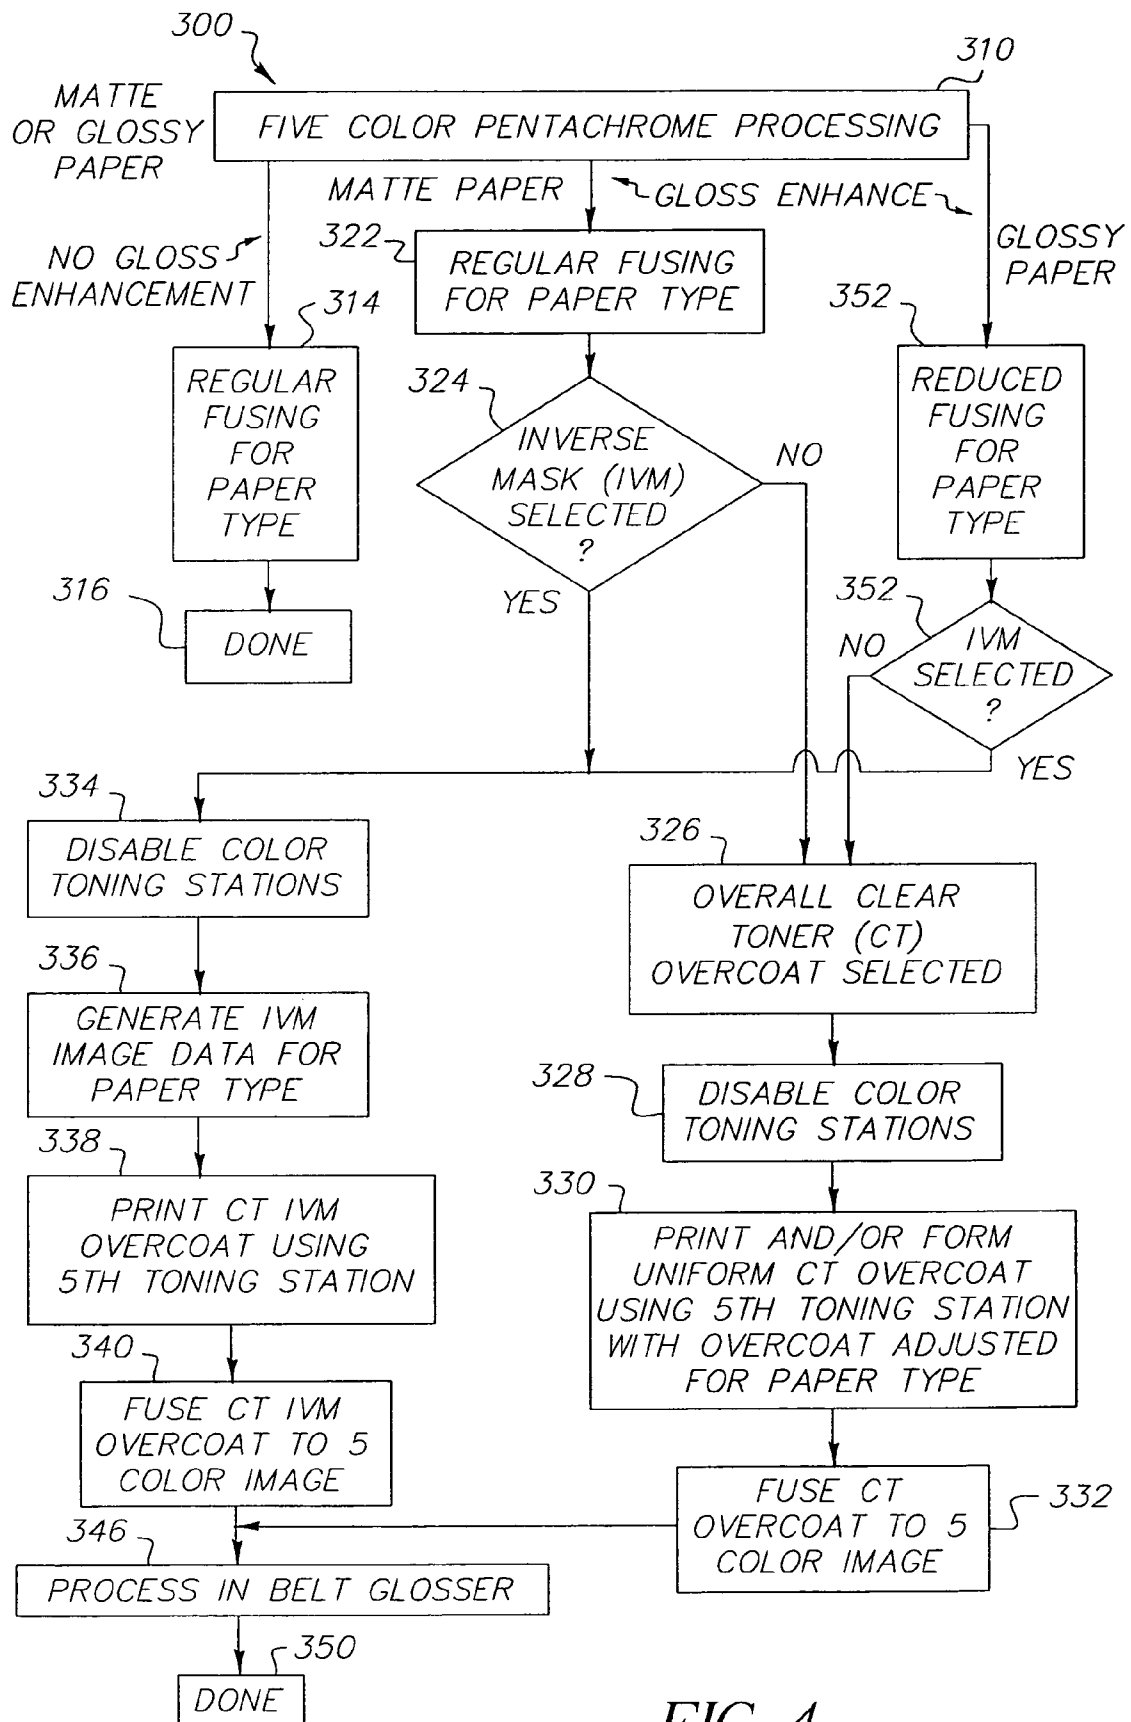 300
310
MATTE
OR GLOSSY
PAPER
FIVE COLOR PENTACHROME PROCESSING
MATTE PAPER
GLOSS ENHANCE
GLOSSY
PAPER
NO GLOSS
ENHANCEMENT
314
REGULAR
FUSING
FOR
PAPER
TYPE
316
DONE
322
REGULAR FUSING
FOR PAPER TYPE
324
INVERSE
MASK (IVM)
SELECTED
?
NO
YES
352
REDUCED
FUSING
FOR
PAPER
TYPE
352
IVM
SELECTED
?
NO
YES
334
DISABLE COLOR
TONING STATIONS
336
GENERATE IVM
IMAGE DATA FOR
PAPER TYPE
338
PRINT CT IVM
OVERCOAT USING
5TH TONING STATION
340
FUSE CT IVM
OVERCOAT TO 5
COLOR IMAGE
326
OVERALL CLEAR
TONER (CT)
OVERCOAT SELECTED
328
DISABLE COLOR
TONING STATIONS
330
PRINT AND/OR FORM
UNIFORM CT OVERCOAT
USING 5TH TONING STATION
WITH OVERCOAT ADJUSTED
FOR PAPER TYPE
FUSE CT
OVERCOAT TO 5
COLOR IMAGE
332
346
PROCESS IN BELT GLOSSER
350
DONE
FIG. 4